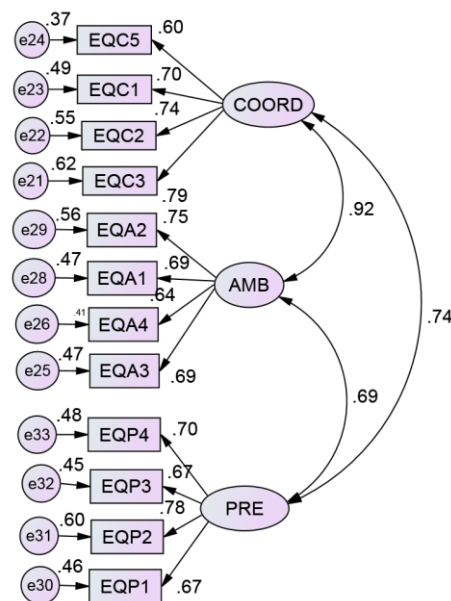 .37 .60
e24 EQC5
.49 .70
e23 EQC1
COORD
.55 .74
e22 EQC2
.62
e21 EQC3
.79
.92
.56 .75
e29 EQA2
.47 .69
e28 EQA1
AMB
.64
.41
e26 EQA4
.74
.47
e25 EQA3
.69
.69
.48 .70
e33 EQP4
.45 .67
e32 EQP3
.78
PRE
.60
e31 EQP2
.46
e30 EQP1
.67